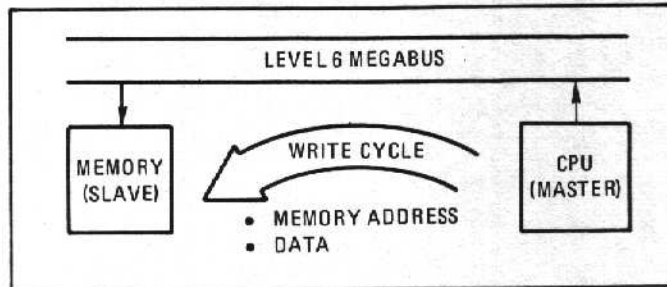 LEVEL 6 MEGABUS
MEMORY
(SLAVE)
WRITE CYCLE
CPU
(MASTER)
• MEMORY ADDRESS
• DATA